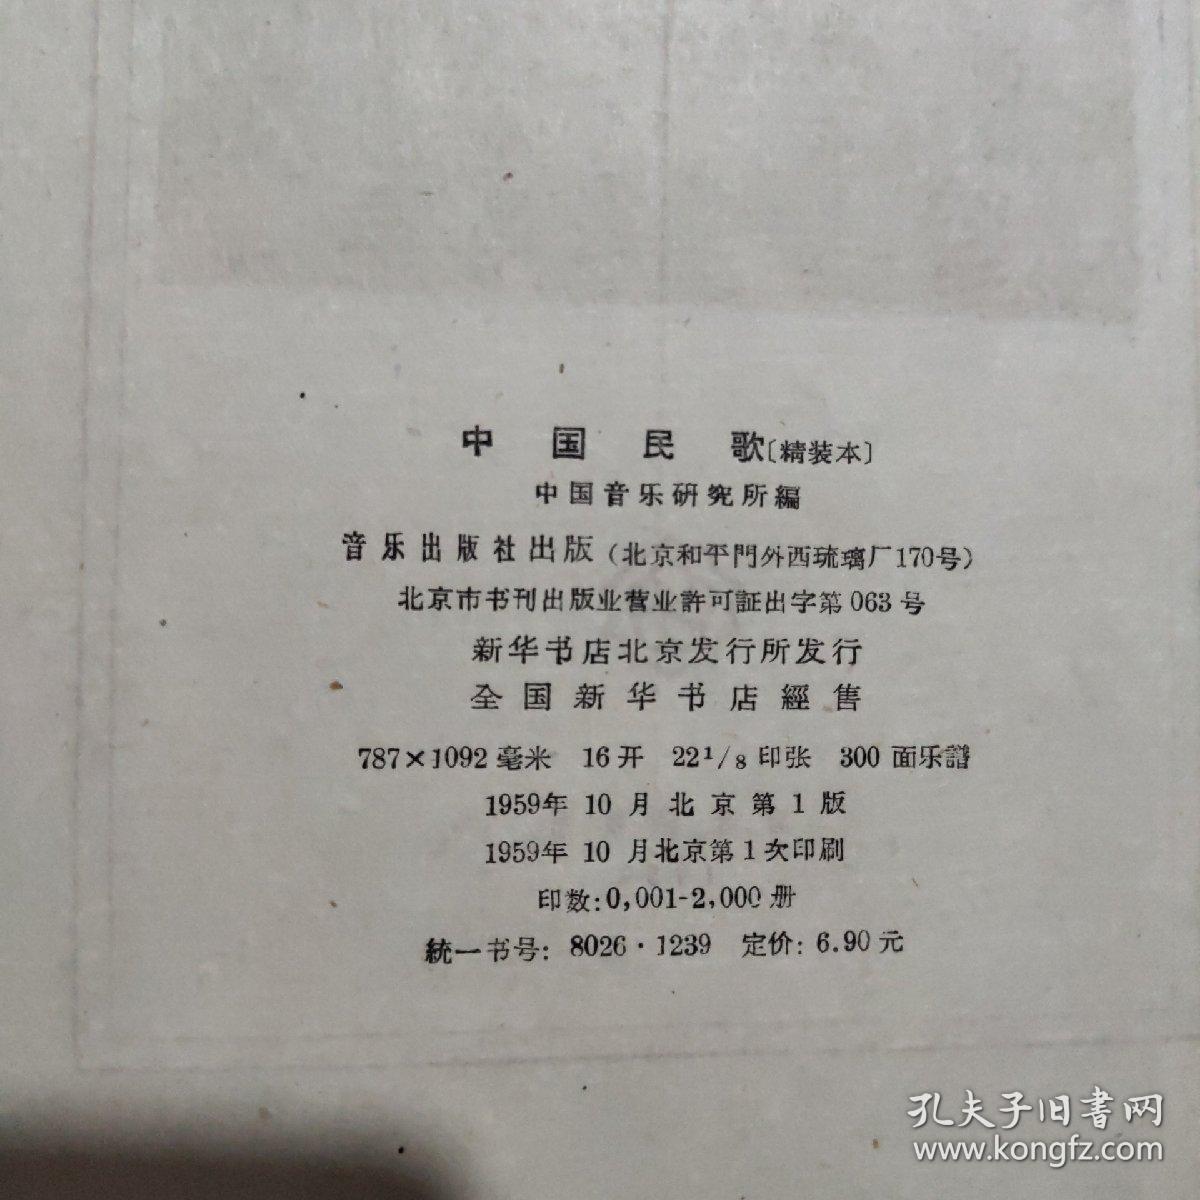 中国民歌〔精装本〕
中国音乐研究所編
音乐出版社出版（北京和平門外西琉璃厂170号）
北京市书刊出版业营业許可証出字第063号
新华书店北京发行所发行
全国新华书店經售
787×1092毫米 16开 22 1/8印张 300面乐譜
1959年10月北京第1版
1959年10月北京第1次印刷
印数:0,001-2,000册
統一书号: 8026·1239 定价: 6.90元
孔夫子旧書网
www.kongfz.com